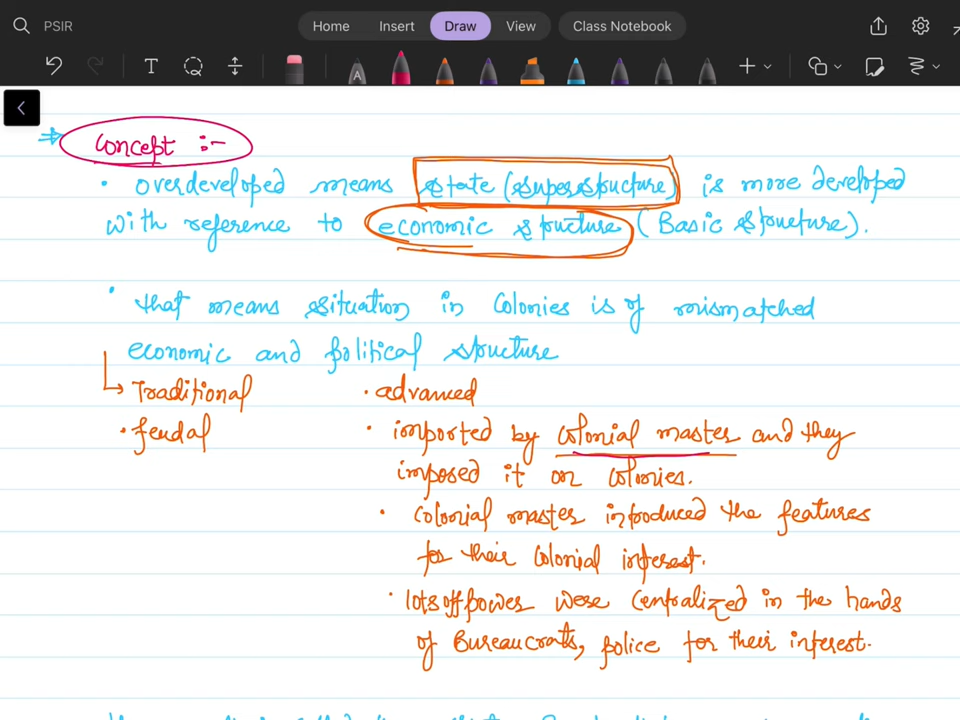 PSIR
Home Insert Draw View Class Notebook
T
A
Concept :-
• overdeveloped means state (superstructure) is more developed
with reference to economic structure (Basic structure).
• that means situation in colonies is of mismatched
economic and political structure
Traditional • advanced
• feudal • imported by colonial master and they
imposed it on colonies.
• colonial master introduced the features
for their colonial interest.
• lots off power were centralized in the hands
of Bureaucrats, police for their interest.